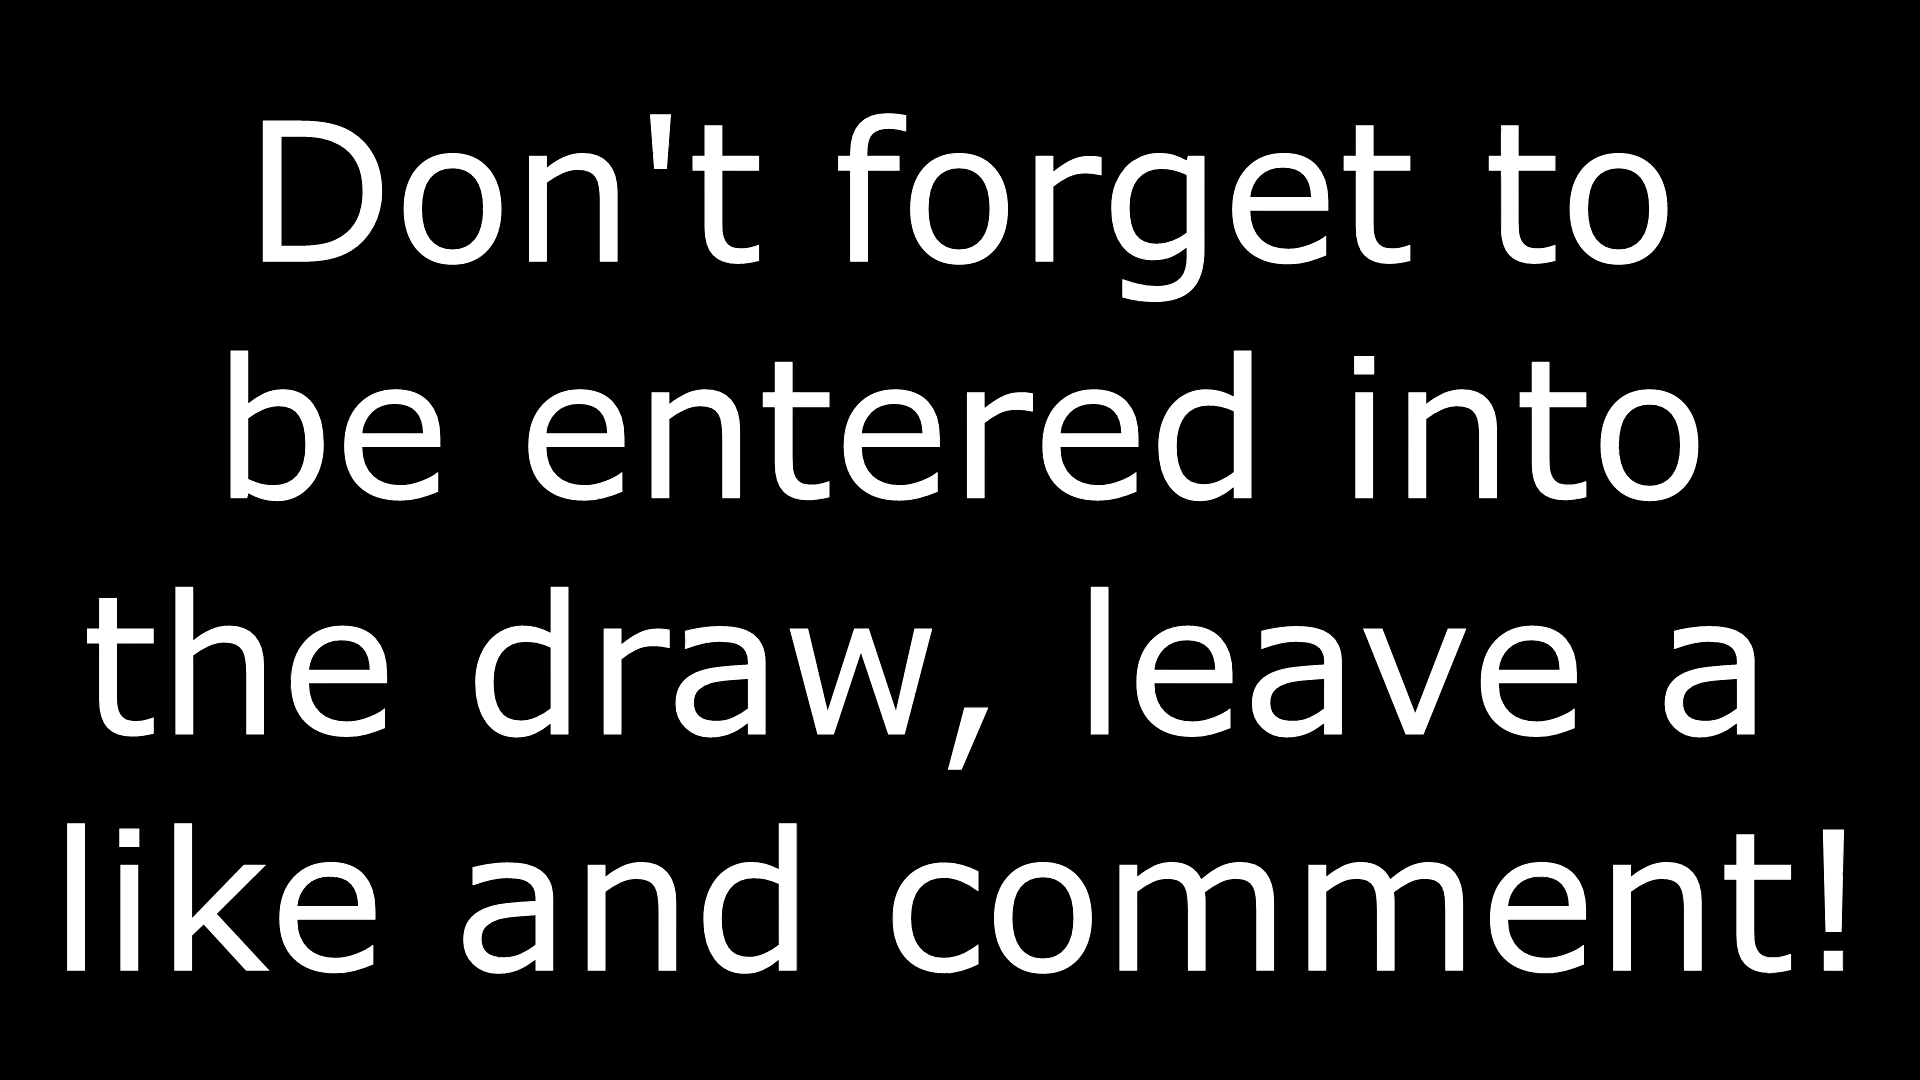 Don't forget to
be entered into
the draw, leave a
like and comment!